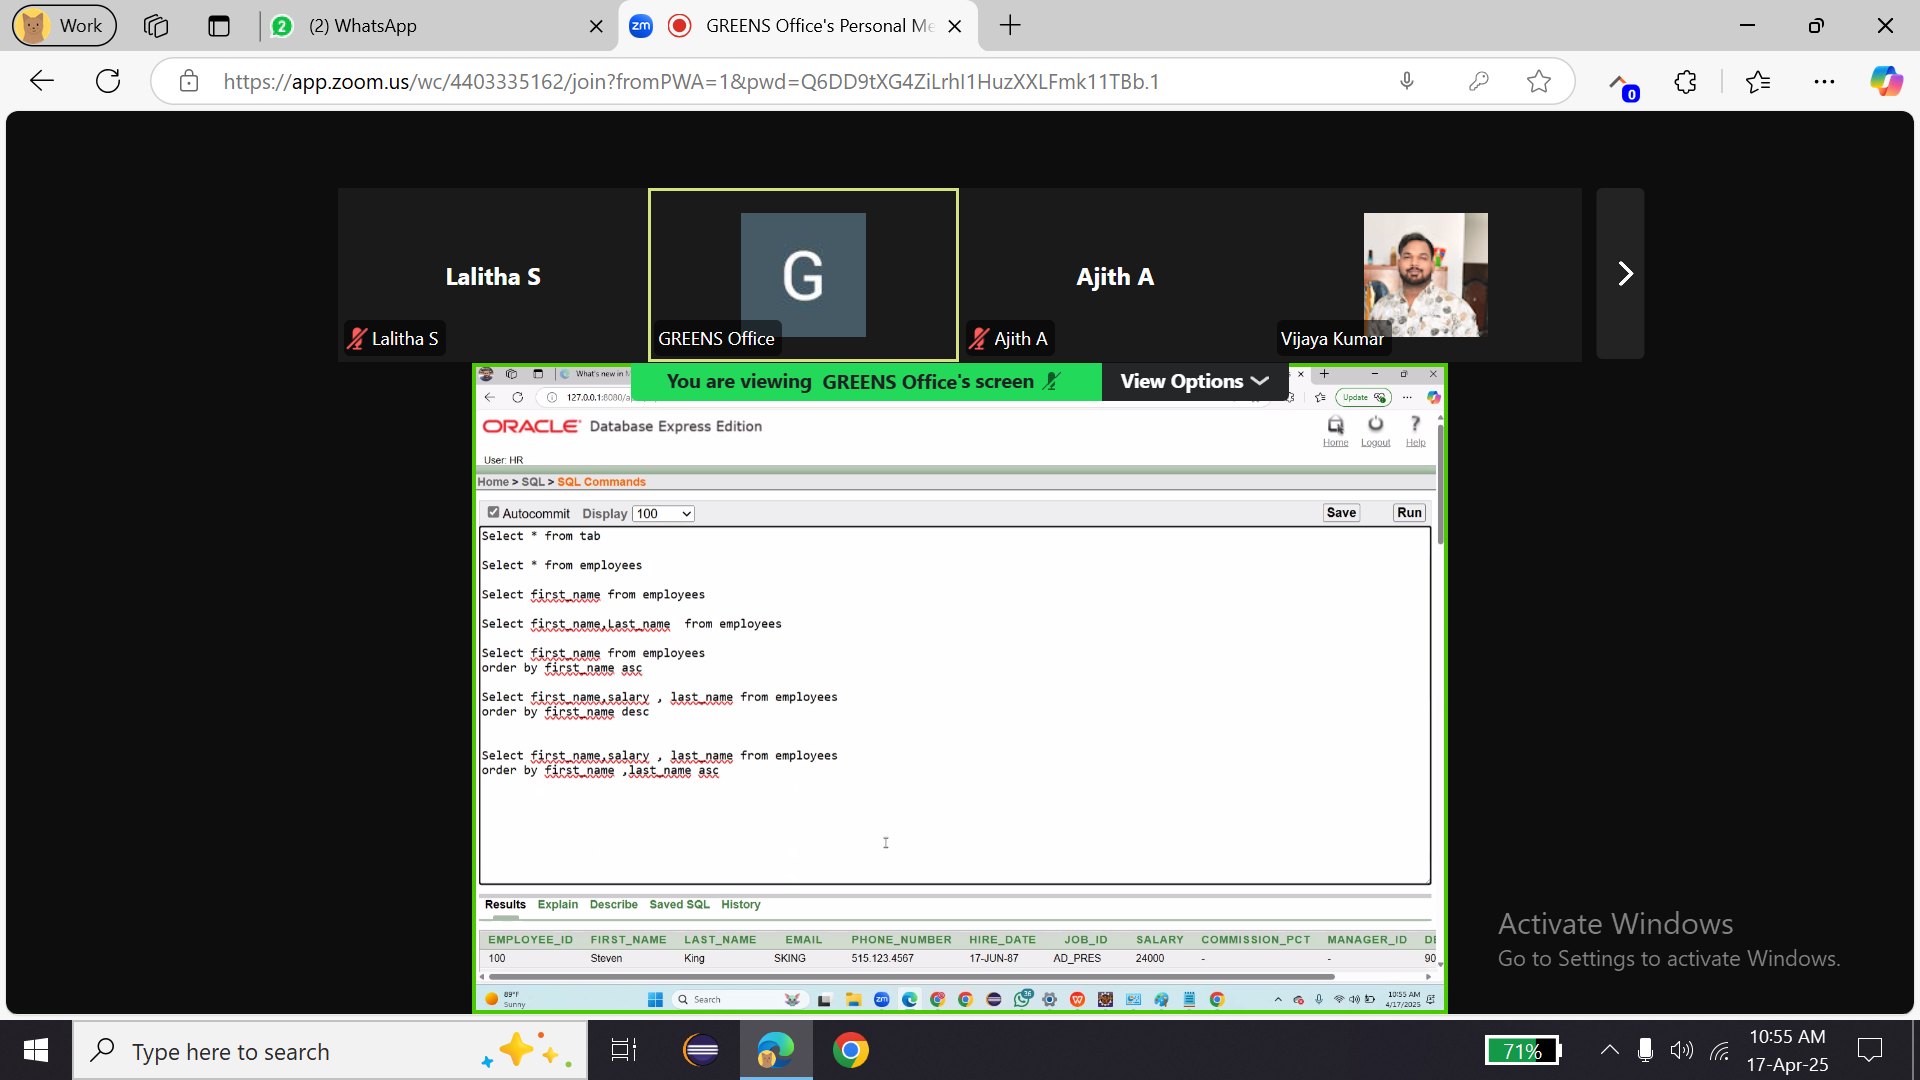 Work
(2) WhatsApp
zm
GREENS Office's Personal Me
https://app.zoom.us/wc/4403335162/join?fromPWA=1&pwd=Q6DD9tXG4ZiLrhI1HuzXXLFmk11TBb.1
0
Lalitha S
Lalitha S
G
GREENS Office
Ajith A
Ajith A
Vijaya Kumar
What's new in
You are viewing GREENS Office's screen
View Options
127.0.0.1:8080/
Update
ORACLE Database Express Edition
Home Logout Help
User: HR
Home > SQL > SQL Commands
Autocommit Display 100 Save Run
Select * from tab
Select * from employees
Select first_name from employees
Select first_name,Last_name from employees
Select first_name from employees
order by first_name asc
Select first_name,salary , last_name from employees
order by first_name desc
Select first_name,salary , last_name from employees
order by first_name ,last_name asc
Results Explain Describe Saved SQL History
EMPLOYEE_ID FIRST_NAME LAST_NAME EMAIL PHONE_NUMBER HIRE_DATE JOB_ID SALARY COMMISSION_PCT MANAGER_ID DE
100 Steven King SKING 515.123.4567 17-JUN-87 AD_PRES 24000 - - 90
89°F
Sunny
Search
zm
36
10:55 AM
4/17/2025
Activate Windows
Go to Settings to activate Windows.
Type here to search
71%
10:55 AM
17-Apr-25